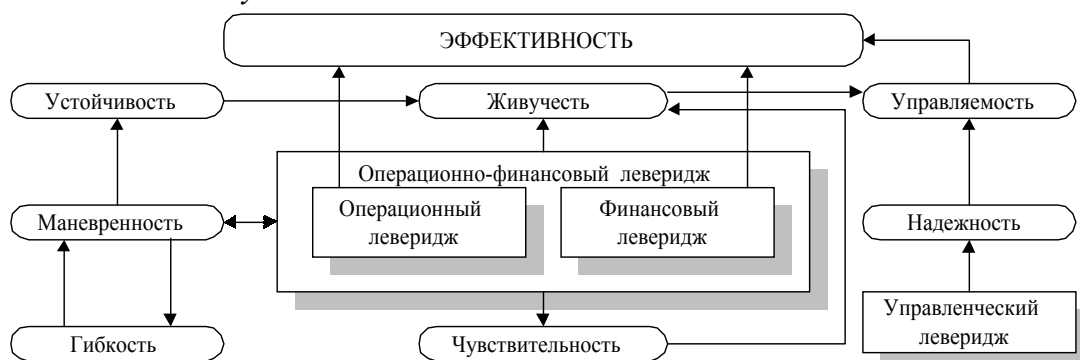 ЭФФЕКТИВНОСТЬ
Устойчивость
Живучесть
Управляемость
Операционно-финансовый леверидж
Операционный
леверидж
Финансовый
леверидж
Маневренность
Надежность
Управленческий
леверидж
Гибкость
Чувствительность